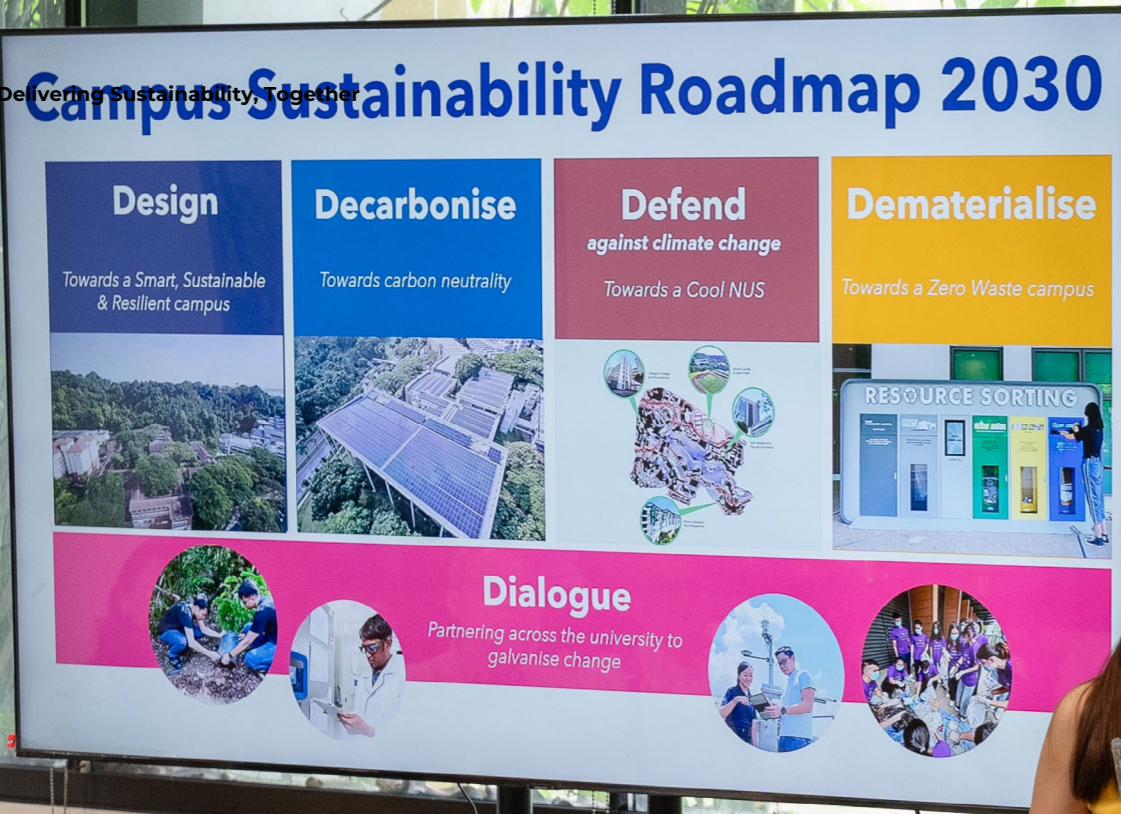 Campus Sustainability Roadmap 2030
Delivering Sustainability, Together
Design
Towards a Smart, Sustainable
& Resilient campus
Decarbonise
Towards carbon neutrality
Defend
against climate change
Towards a Cool NUS
Dematerialise
Towards a Zero Waste campus
RESOURCE SORTING
Dialogue
Partnering across the university to
galvanise change